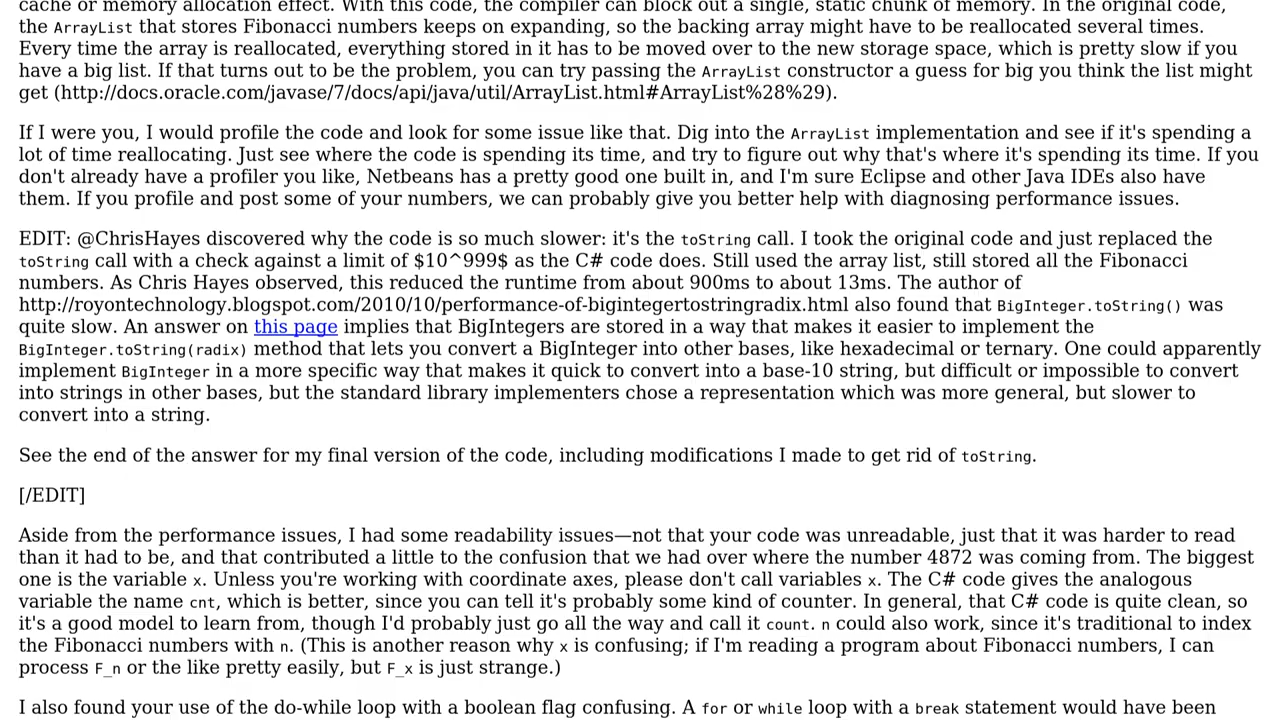 cache or memory allocation effect. With this code, the compiler can block out a single, static chunk of memory. In the original code,
the ArrayList that stores Fibonacci numbers keeps on expanding, so the backing array might have to be reallocated several times.
Every time the array is reallocated, everything stored in it has to be moved over to the new storage space, which is pretty slow if you
have a big list. If that turns out to be the problem, you can try passing the ArrayList constructor a guess for big you think the list might
get (http://docs.oracle.com/javase/7/docs/api/java/util/ArrayList.html#ArrayList%28%29).
If I were you, I would profile the code and look for some issue like that. Dig into the ArrayList implementation and see if it's spending a
lot of time reallocating. Just see where the code is spending its time, and try to figure out why that's where it's spending its time. If you
don't already have a profiler you like, Netbeans has a pretty good one built in, and I'm sure Eclipse and other Java IDEs also have
them. If you profile and post some of your numbers, we can probably give you better help with diagnosing performance issues.
EDIT: @ChrisHayes discovered why the code is so much slower: it's the toString call. I took the original code and just replaced the
toString call with a check against a limit of $10^999$ as the C# code does. Still used the array list, still stored all the Fibonacci
numbers. As Chris Hayes observed, this reduced the runtime from about 900ms to about 13ms. The author of
http://royontechnology.blogspot.com/2010/10/performance-of-bigintegertostringradix.html also found that BigInteger.toString() was
quite slow. An answer on this page implies that BigIntegers are stored in a way that makes it easier to implement the
BigInteger.toString(radix) method that lets you convert a BigInteger into other bases, like hexadecimal or ternary. One could apparently
implement BigInteger in a more specific way that makes it quick to convert into a base-10 string, but difficult or impossible to convert
into strings in other bases, but the standard library implementers chose a representation which was more general, but slower to
convert into a string.
See the end of the answer for my final version of the code, including modifications I made to get rid of toString.
[/EDIT]
Aside from the performance issues, I had some readability issues—not that your code was unreadable, just that it was harder to read
than it had to be, and that contributed a little to the confusion that we had over where the number 4872 was coming from. The biggest
one is the variable x. Unless you're working with coordinate axes, please don't call variables x. The C# code gives the analogous
variable the name cnt, which is better, since you can tell it's probably some kind of counter. In general, that C# code is quite clean, so
it's a good model to learn from, though I'd probably just go all the way and call it count. n could also work, since it's traditional to index
the Fibonacci numbers with n. (This is another reason why x is confusing; if I'm reading a program about Fibonacci numbers, I can
process F_n or the like pretty easily, but F_x is just strange.)
I also found your use of the do-while loop with a boolean flag confusing. A for or while loop with a break statement would have been